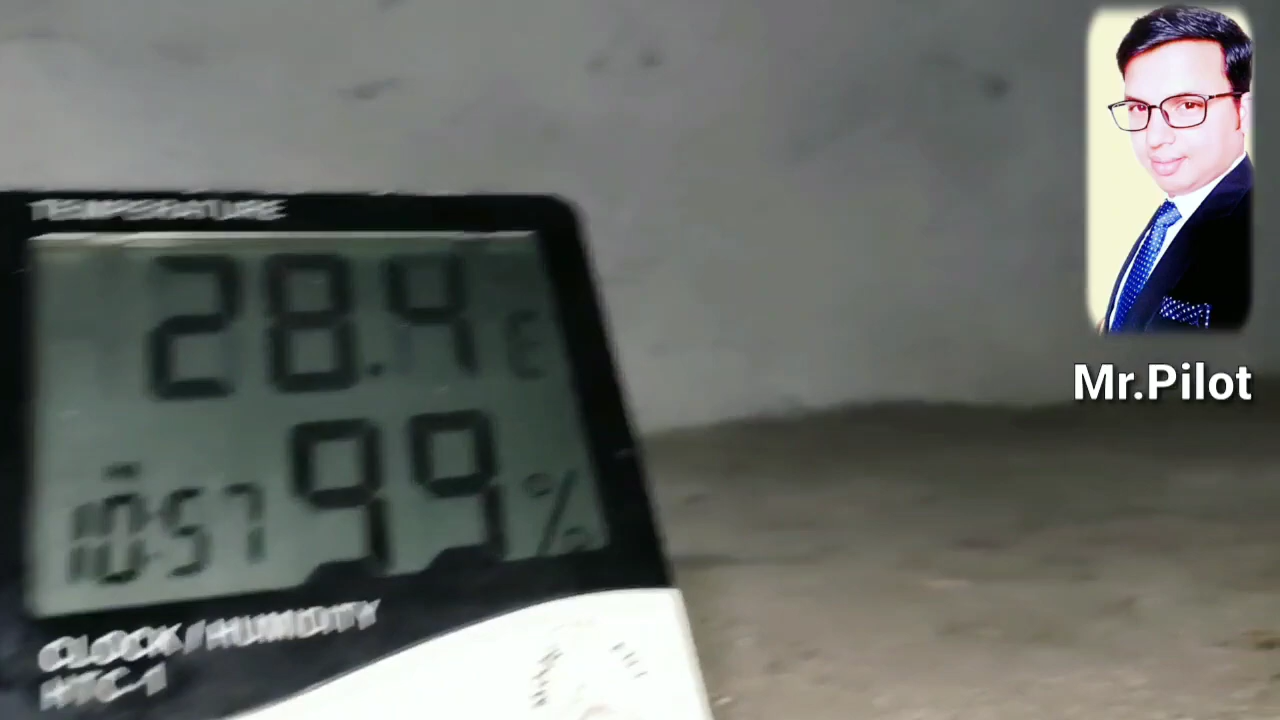 TEMPERATURE
28.4 C
10:57 99 %
CLOCK/HUMIDITY
HTC-1
Mr.Pilot